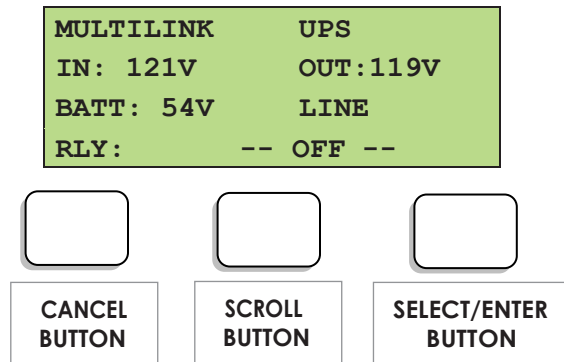 MULTILINK UPS
IN: 121V OUT:119V
BATT: 54V LINE
RLY: -- OFF --
CANCEL BUTTON
SCROLL BUTTON
SELECT/ENTER BUTTON